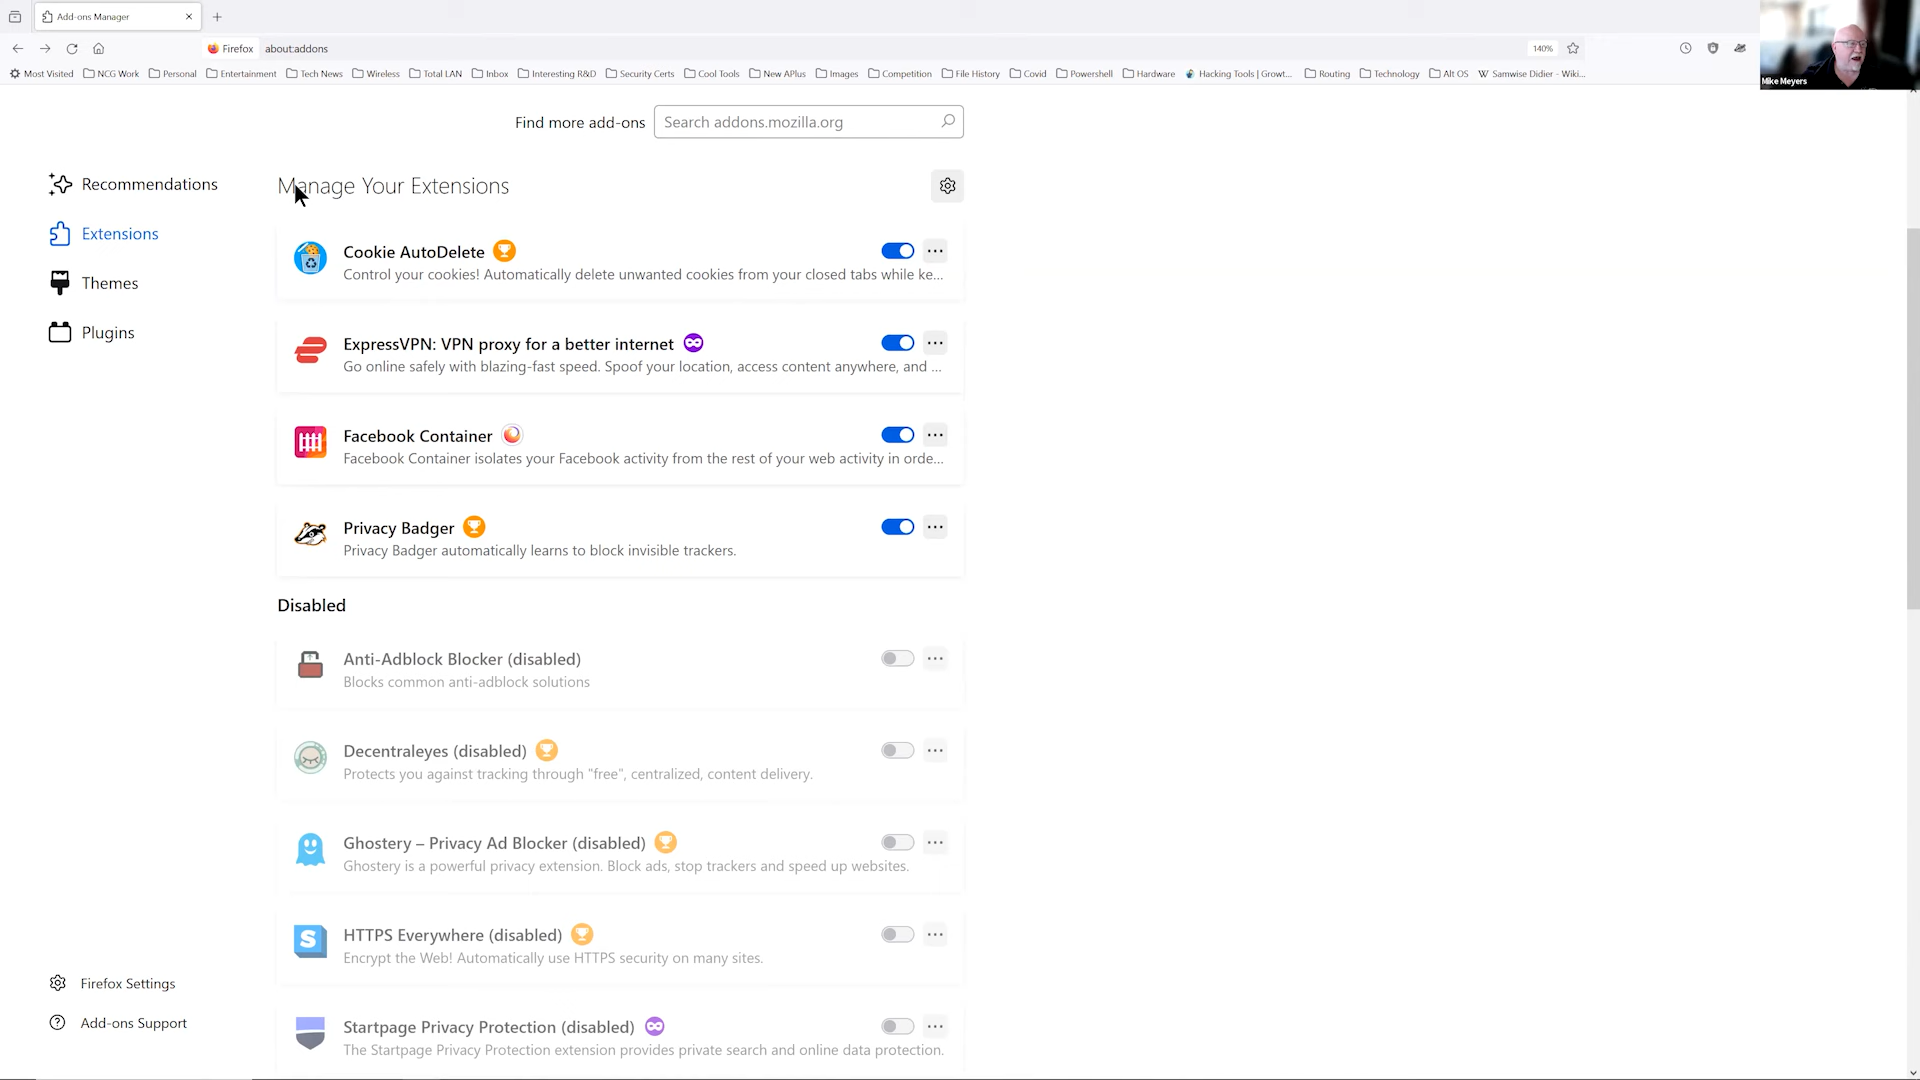 Add-ons Manager
Firefox
about:addons
140%
Most Visited
NCG Work
Personal
Entertainment
Tech News
Wireless
Total LAN
Inbox
Interesting R&D
Security Certs
Cool Tools
New APlus
Images
Competition
File History
Covid
Powershell
Hardware
Hacking Tools | Growt...
Routing
Technology
Alt OS
W Samwise Didier - Wiki...
Mike Meyers
Find more add-ons
Search addons.mozilla.org
Recommendations
Extensions
Themes
Plugins
Manage Your Extensions
Cookie AutoDelete
Control your cookies! Automatically delete unwanted cookies from your closed tabs while ke...
ExpressVPN: VPN proxy for a better internet
Go online safely with blazing-fast speed. Spoof your location, access content anywhere, and ...
Facebook Container
Facebook Container isolates your Facebook activity from the rest of your web activity in orde...
Privacy Badger
Privacy Badger automatically learns to block invisible trackers.
Disabled
Anti-Adblock Blocker (disabled)
Blocks common anti-adblock solutions
Decentraleyes (disabled)
Protects you against tracking through "free", centralized, content delivery.
Ghostery – Privacy Ad Blocker (disabled)
Ghostery is a powerful privacy extension. Block ads, stop trackers and speed up websites.
S
HTTPS Everywhere (disabled)
Encrypt the Web! Automatically use HTTPS security on many sites.
Startpage Privacy Protection (disabled)
The Startpage Privacy Protection extension provides private search and online data protection.
Firefox Settings
Add-ons Support